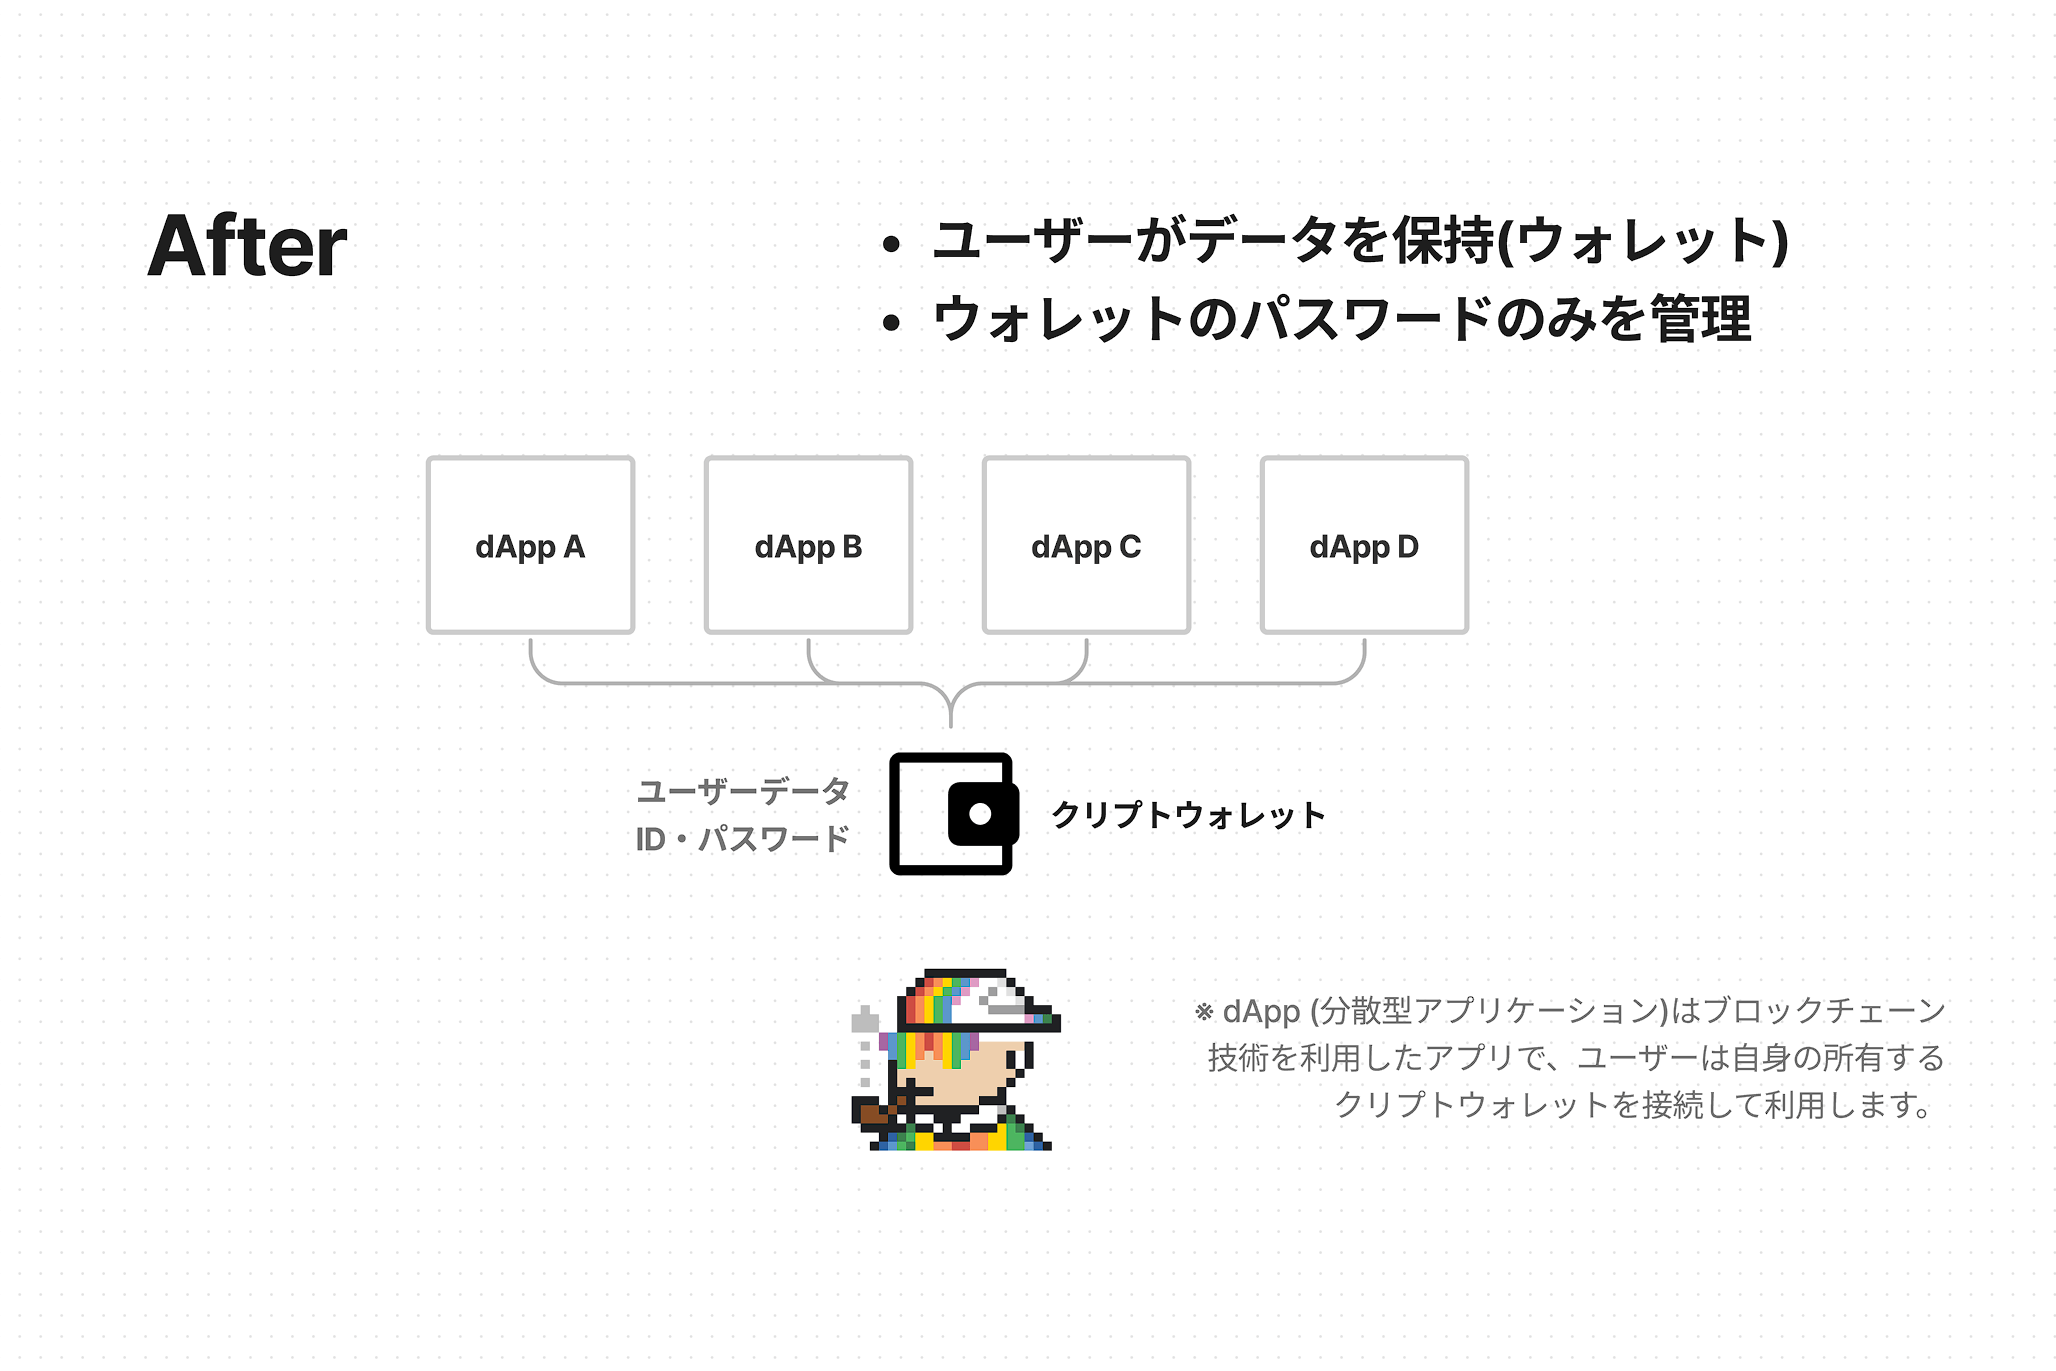 After
• ユーザーがデータを保持(ウォレット)
• ウォレットのパスワードのみを管理
dApp A
dApp B
dApp C
dApp D
ユーザーデータ
ID・パスワード
クリプトウォレット
※ dApp (分散型アプリケーション)はブロックチェーン
技術を利用したアプリで、ユーザーは自身の所有する
クリプトウォレットを接続して利用します。